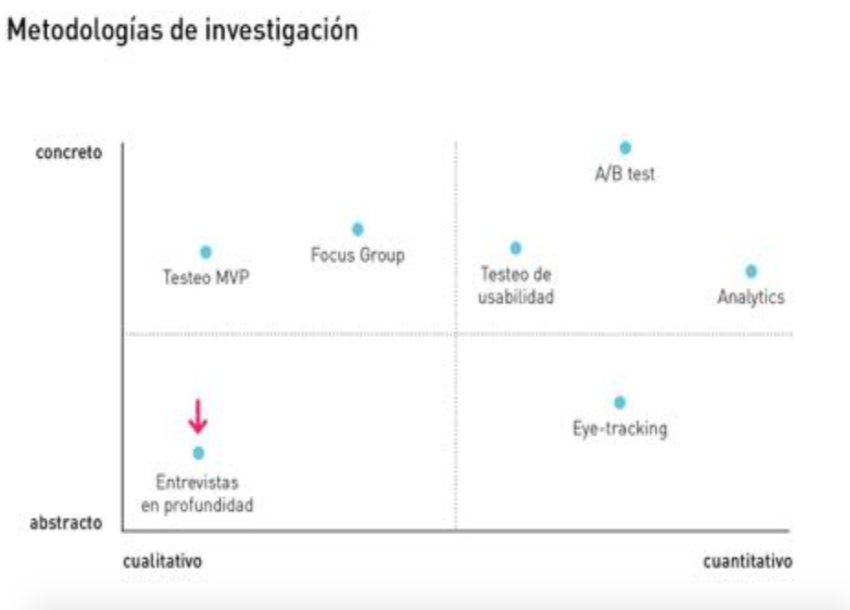 Metodologías de investigación
concreto
A/B test
Focus Group
Testeo MVP
Testeo de
usabilidad
Analytics
Eye-tracking
Entrevistas
en profundidad
abstracto
cualitativo
cuantitativo